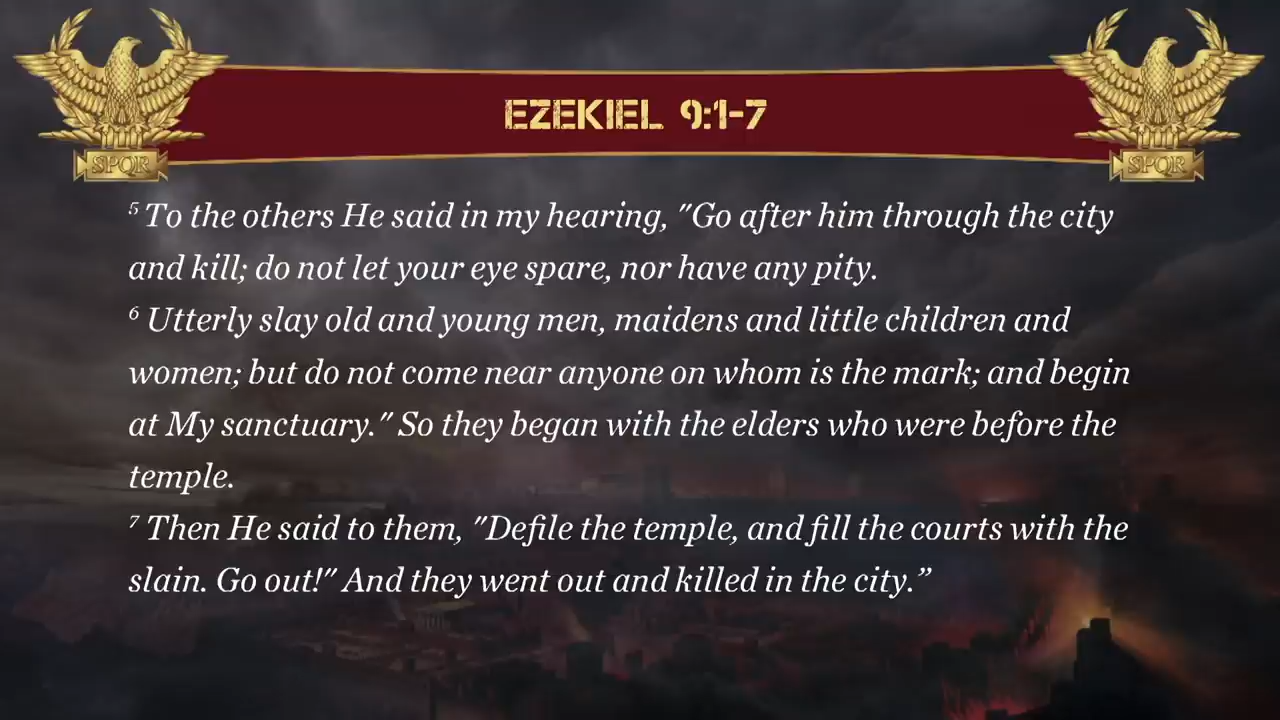 EZEKIEL 9:1-7
SPQR
SPQR
⁵ To the others He said in my hearing, "Go after him through the city
and kill; do not let your eye spare, nor have any pity.
⁶ Utterly slay old and young men, maidens and little children and
women; but do not come near anyone on whom is the mark; and begin
at My sanctuary." So they began with the elders who were before the
temple.
⁷ Then He said to them, "Defile the temple, and fill the courts with the
slain. Go out!" And they went out and killed in the city.”